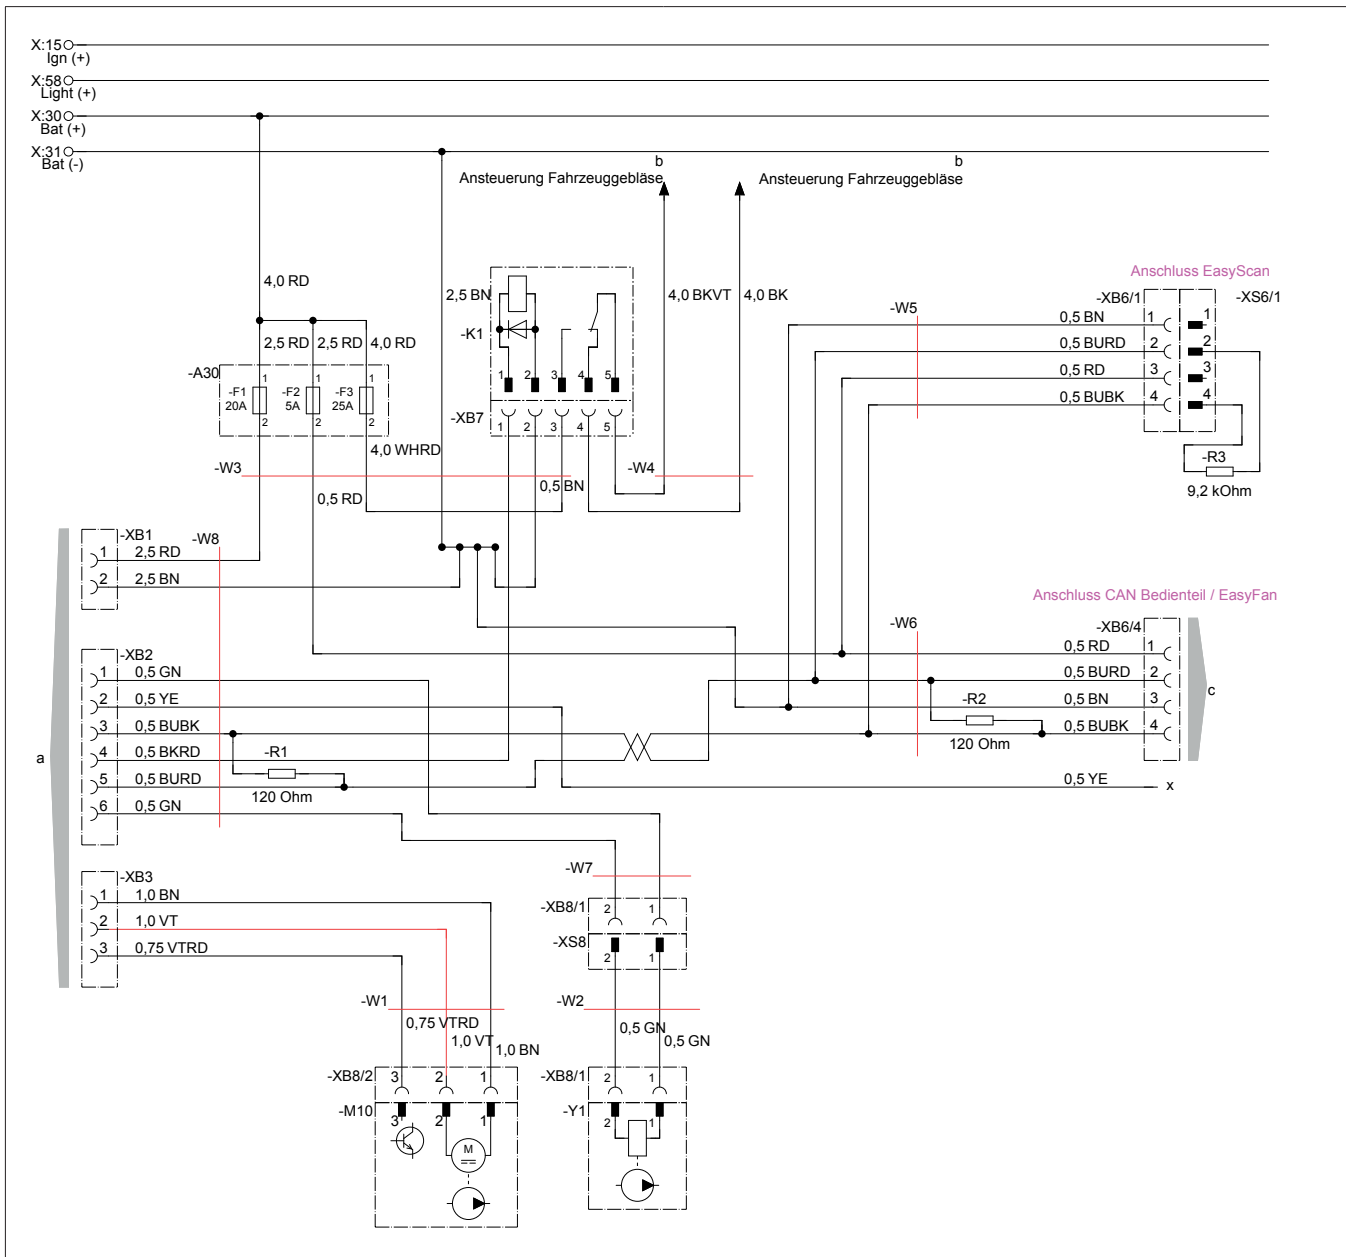 X:15
Ign (+)
X:58
Light (+)
X:30
Bat (+)
X:31
Bat (-)
b
b
Ansteuerung Fahrzeuggebläse
Ansteuerung Fahrzeuggebläse
4,0 RD
2,5 BN
4,0 BKVT
4,0 BK
Anschluss EasyScan
-XB6/1
-XS6/1
-W5
0,5 BN
1
1
0,5 BURD
2
2
0,5 RD
3
3
0,5 BUBK
4
4
-R3
9,2 kOhm
2,5 RD
2,5 RD
4,0 RD
-K1
-A30
1
1
1
-F1
20A
-F2
5A
-F3
25A
2
2
2
1
2
3
4
5
-XB7
1
2
3
4
5
4,0 WHRD
-W3
0,5 BN
-W4
0,5 RD
-XB1
-W8
1
2,5 RD
2
2,5 BN
Anschluss CAN Bedienteil / EasyFan
-W6
-XB6/4
0,5 RD
1
0,5 BURD
2
-R2
0,5 BN
3
120 Ohm
0,5 BUBK
4
c
0,5 YE
x
-XB2
1
0,5 GN
2
0,5 YE
3
0,5 BUBK
4
0,5 BKRD
-R1
5
0,5 BURD
120 Ohm
6
0,5 GN
a
-XB3
1
1,0 BN
2
1,0 VT
3
0,75 VTRD
-W7
-XB8/1
2
1
-XS8
2
1
-W1
-W2
0,75 VTRD
1,0 VT
1,0 BN
0,5 GN
0,5 GN
-XB8/2
3
2
1
-XB8/1
2
1
-M10
3
2
1
-Y1
2
1
M